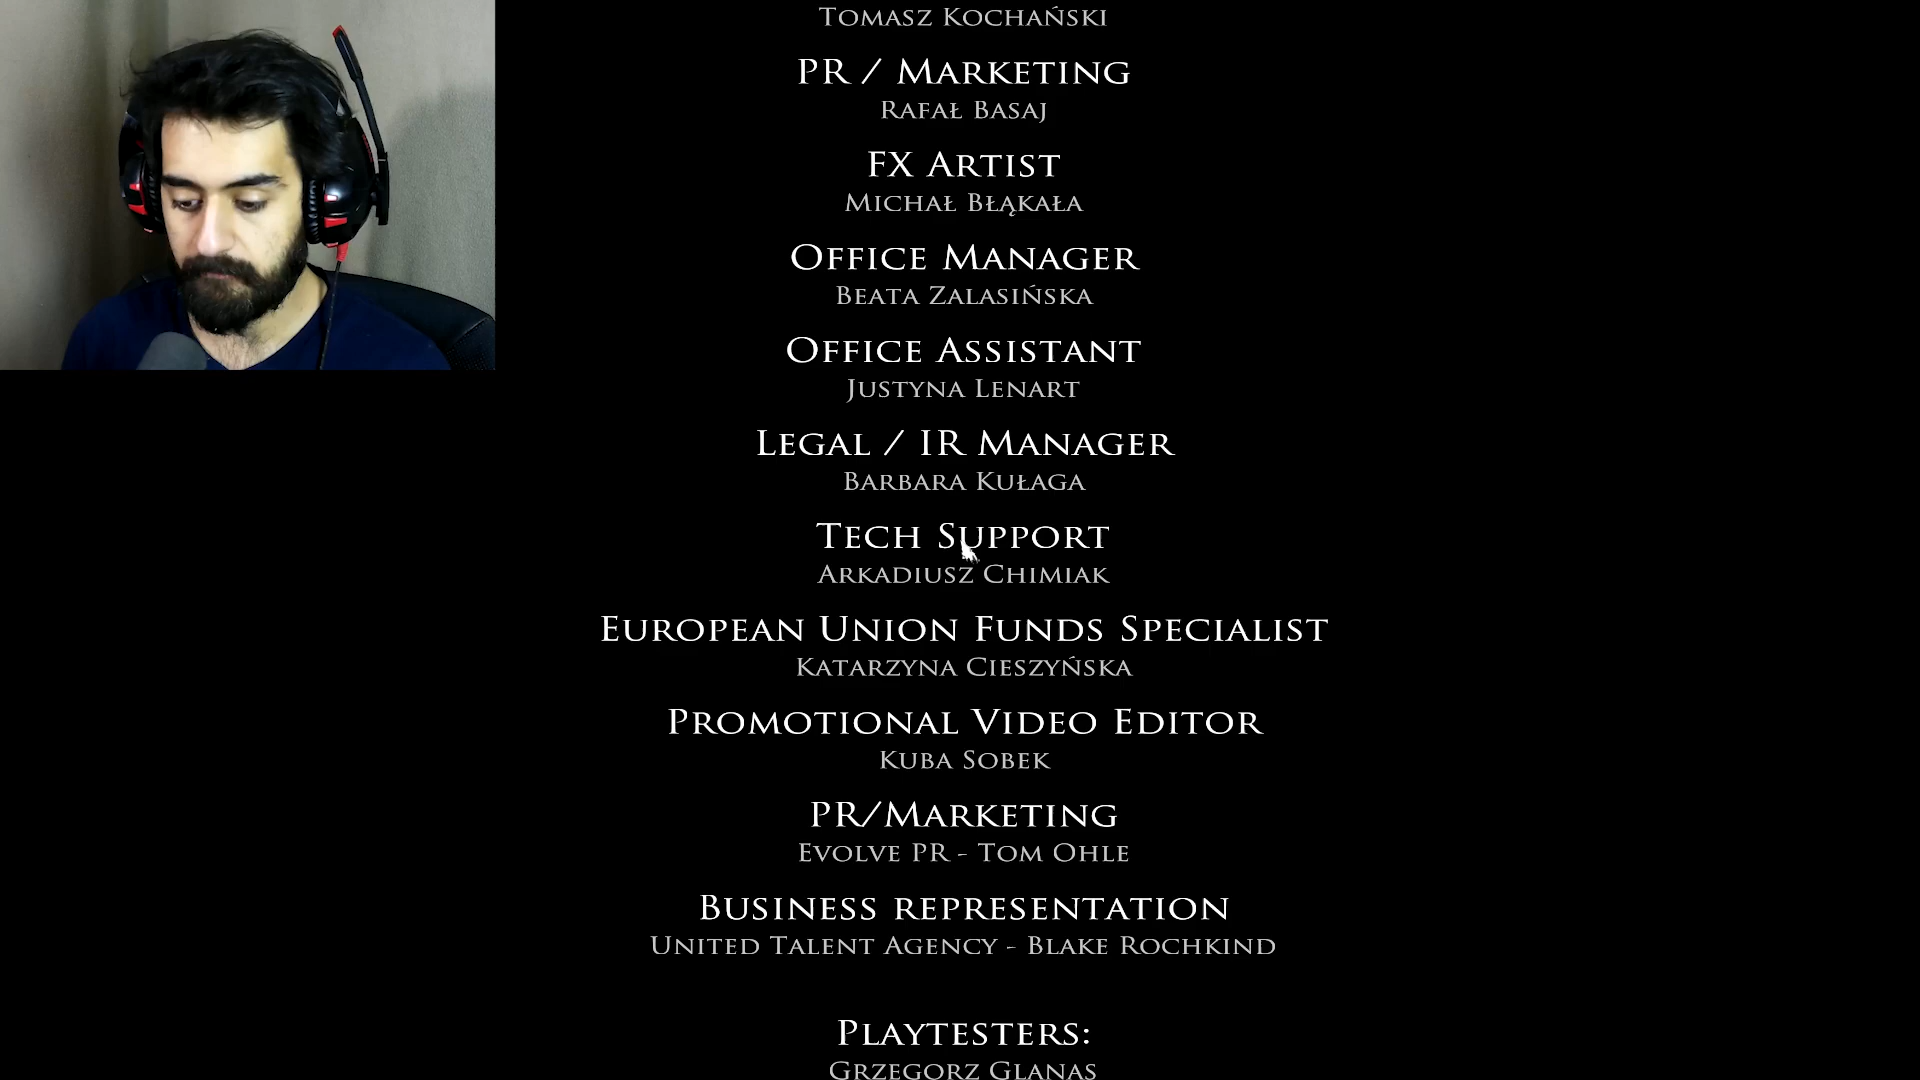 Tomasz Kochański
PR / Marketing
Rafał Basaj
FX Artist
Michał Błąkała
Office Manager
Beata Zalasińska
Office Assistant
Justyna Lenart
Legal / IR Manager
Barbara Kułaga
Tech Support
Arkadiusz Chimiak
European Union Funds Specialist
Katarzyna Cieszyńska
Promotional Video Editor
Kuba Sobek
PR/Marketing
Evolve PR - Tom Ohle
Business representation
United Talent Agency - Blake Rochkind
Playtesters:
Grzegorz Glanas